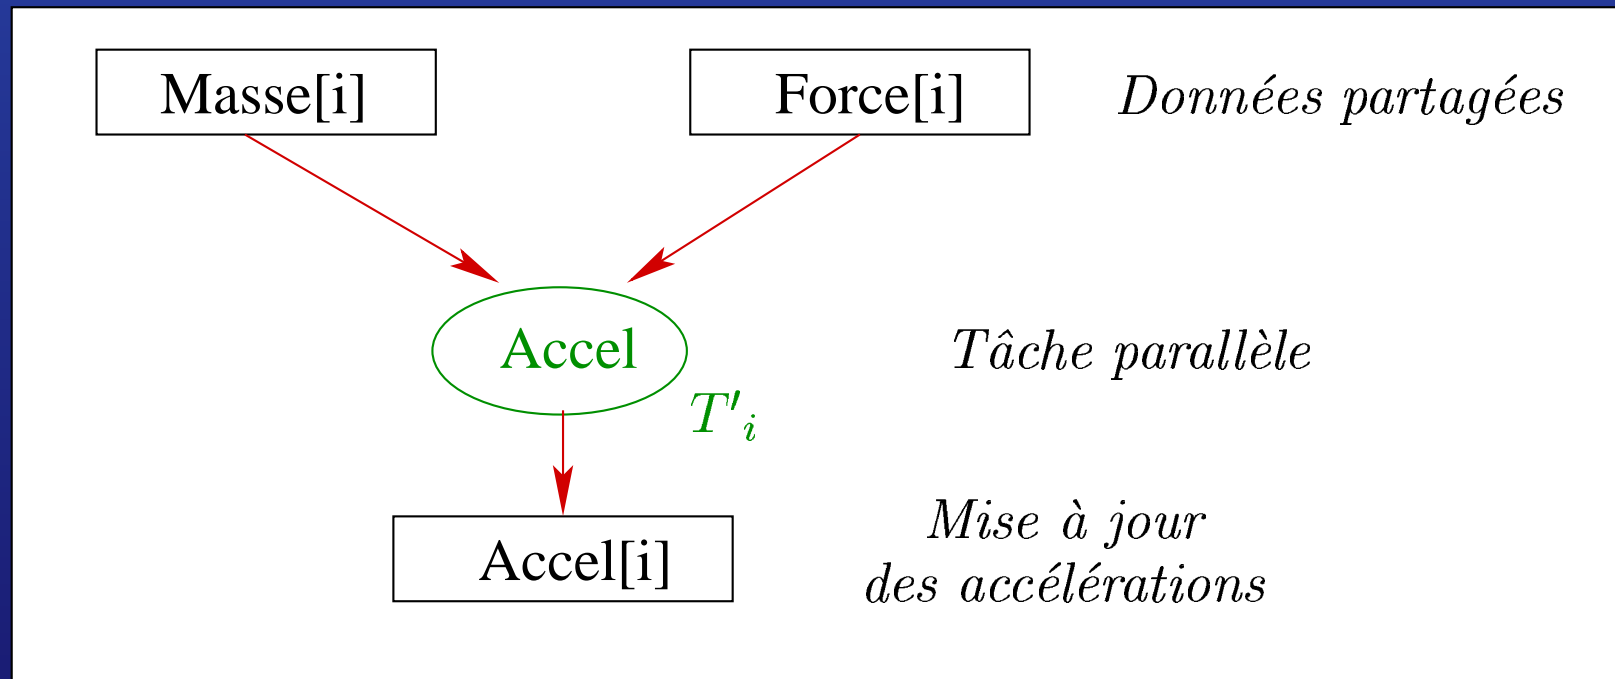 Masse[i] Force[i] Données partagées
Accel Tâche parallèle
T'i
Mise à jour
Accel[i]
des accélérations